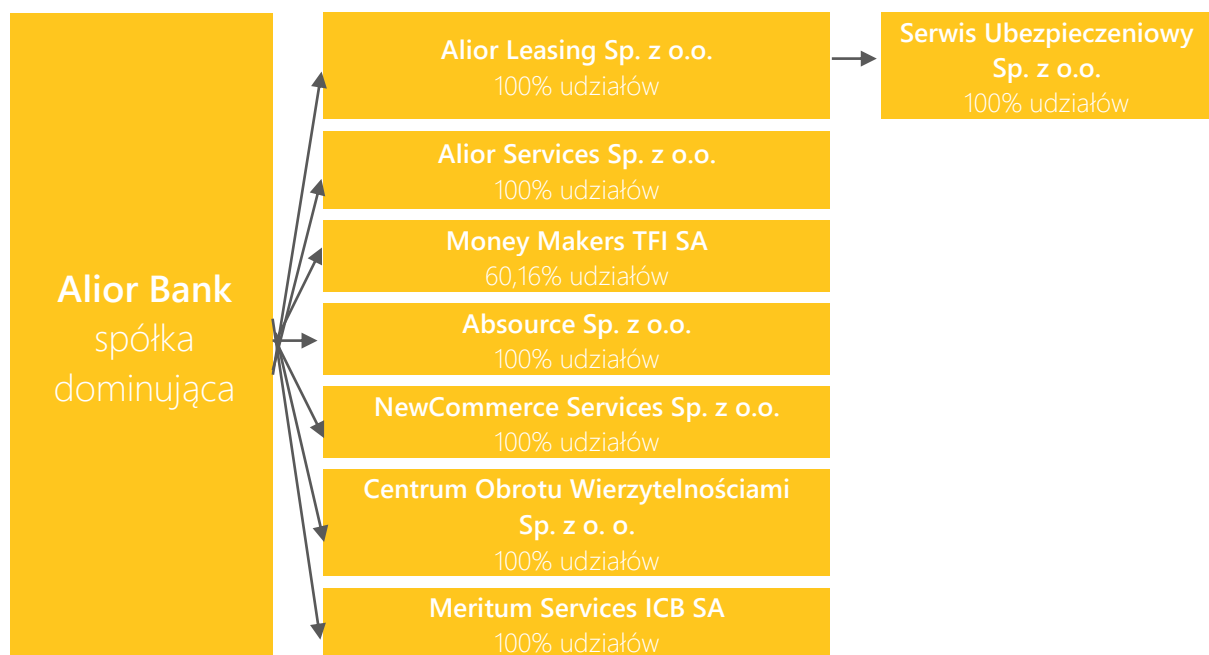 Alior Bank
spółka
dominująca
Alior Leasing Sp. z o.o.
100% udziałów
Serwis Ubezpieczeniowy
Sp. z o.o.
100% udziałów
Alior Services Sp. z o.o.
100% udziałów
Money Makers TFI SA
60,16% udziałów
Absource Sp. z o.o.
100% udziałów
NewCommerce Services Sp. z o.o.
100% udziałów
Centrum Obrotu Wierzytelnościami
Sp. z o. o.
100% udziałów
Meritum Services ICB SA
100% udziałów